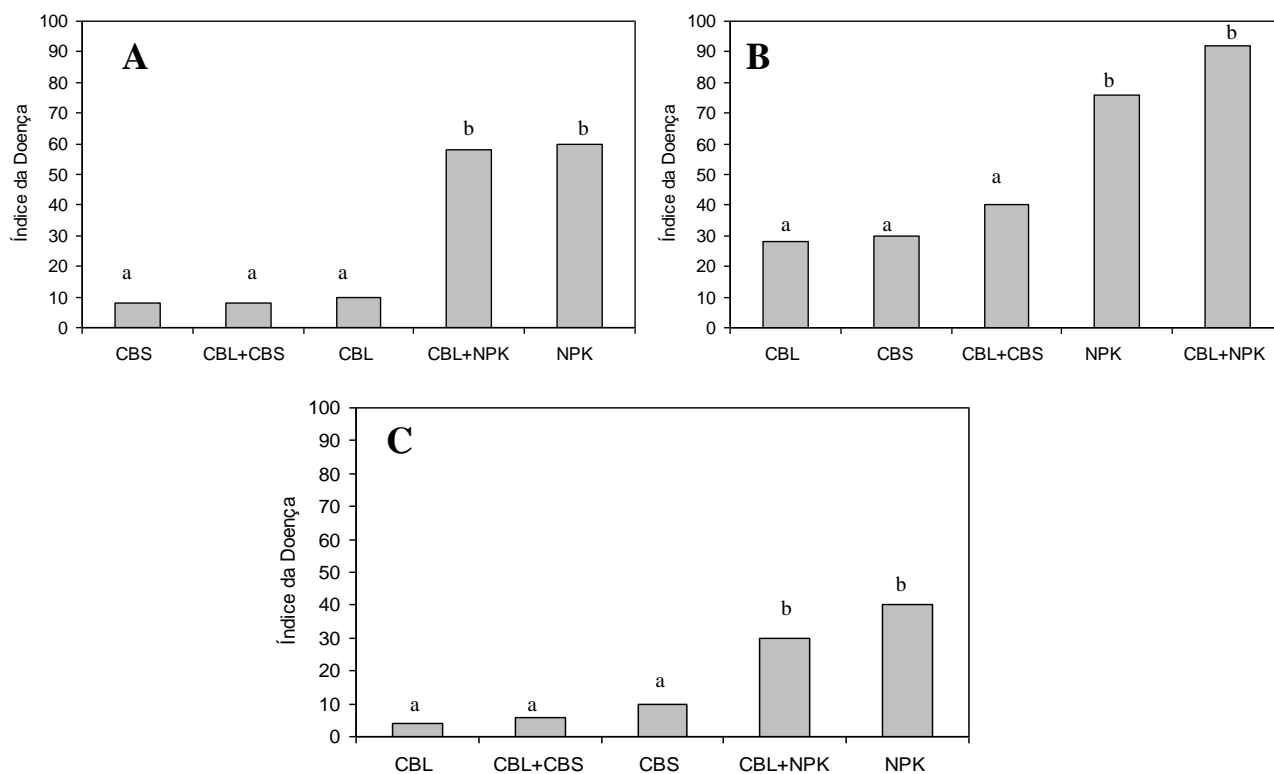 A
Índice da Doença
100
90
80
70
60
50
40
30
20
10
0
a
a
a
b
b
CBS CBL+CBS CBL CBL+NPK NPK
B
Índice da Doença
100
90
80
70
60
50
40
30
20
10
0
a
a
a
b
b
CBL CBS CBL+CBS NPK CBL+NPK
C
Índice da Doença
100
90
80
70
60
50
40
30
20
10
0
a
a
a
b
b
CBL CBL+CBS CBS CBL+NPK NPK